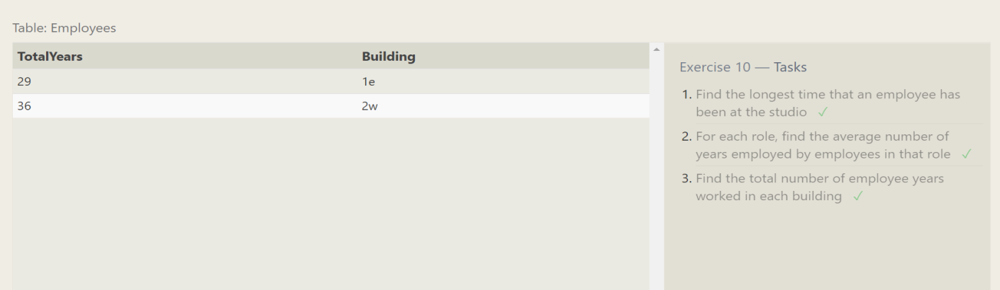 Table: Employees
TotalYears Building
29 1e
36 2w
Exercise 10 — Tasks
1. Find the longest time that an employee has
been at the studio ✓
2. For each role, find the average number of
years employed by employees in that role ✓
3. Find the total number of employee years
worked in each building ✓